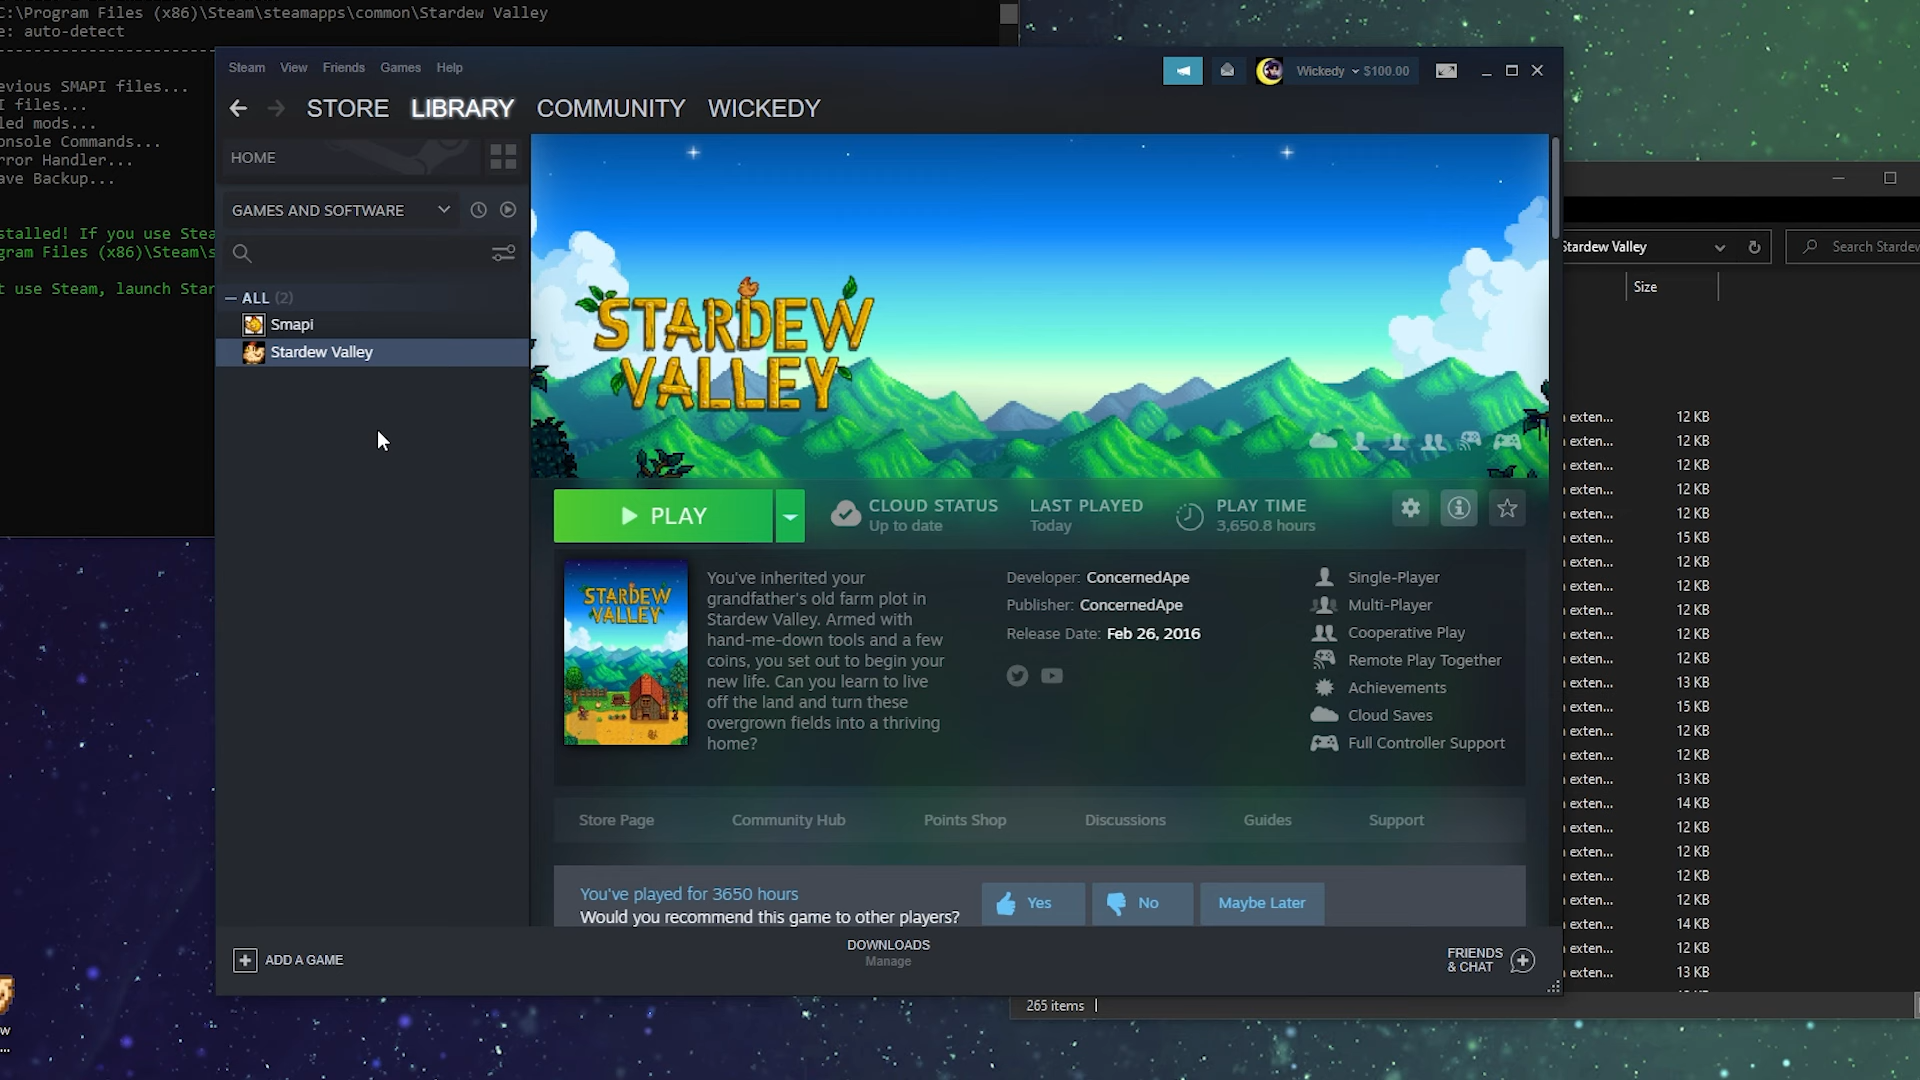 C:\Program Files (x86)\Steam\steamapps\common\Stardew Valley
e: auto-detect
evious SMAPI files...
I files...
led mods...
onsole Commands...
rror Handler...
ave Backup...
stalled! If you use Stea
gram Files (x86)\Steam\s
t use Steam, launch Star
Steam View Friends Games Help
Wickedy $100.00
STORE LIBRARY COMMUNITY WICKEDY
HOME
GAMES AND SOFTWARE
— ALL (2)
Smapi
Stardew Valley
STARDEW
VALLEY
PLAY
CLOUD STATUS
Up to date
LAST PLAYED
Today
PLAY TIME
3,650.8 hours
STARDEW
VALLEY
You've inherited your
grandfather's old farm plot in
Stardew Valley. Armed with
hand-me-down tools and a few
coins, you set out to begin your
new life. Can you learn to live
off the land and turn these
overgrown fields into a thriving
home?
Developer: ConcernedApe
Publisher: ConcernedApe
Release Date: Feb 26, 2016
Single-Player
Multi-Player
Cooperative Play
Remote Play Together
Achievements
Cloud Saves
Full Controller Support
Store Page Community Hub Points Shop Discussions Guides Support
You've played for 3650 hours
Would you recommend this game to other players?
Yes No Maybe Later
ADD A GAME
DOWNLOADS
Manage
FRIENDS
& CHAT
Stardew Valley
Search Stardew
Size
exten... 12 KB
exten... 12 KB
exten... 12 KB
exten... 12 KB
exten... 12 KB
exten... 15 KB
exten... 12 KB
exten... 12 KB
exten... 12 KB
exten... 12 KB
exten... 12 KB
exten... 13 KB
exten... 15 KB
exten... 12 KB
exten... 12 KB
exten... 13 KB
exten... 14 KB
exten... 12 KB
exten... 12 KB
exten... 12 KB
exten... 12 KB
exten... 14 KB
exten... 12 KB
exten... 13 KB
265 items
w
...